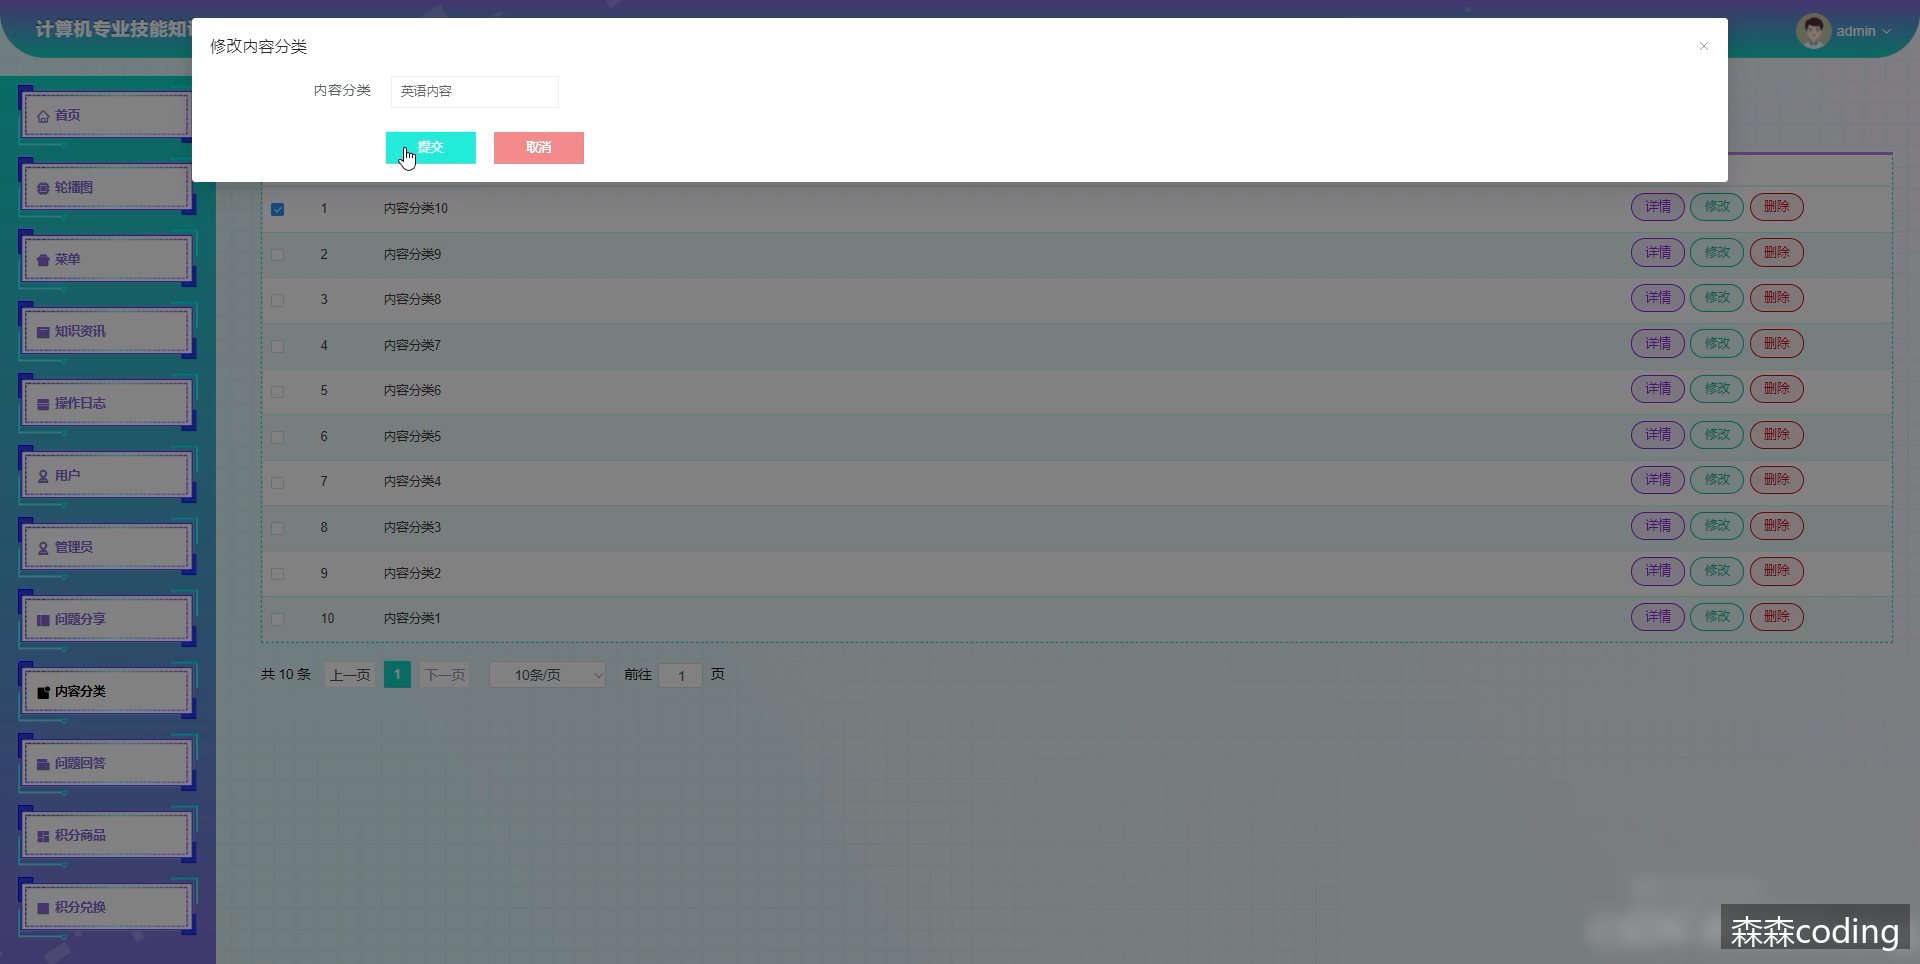 计算机专业技能知
admin
修改内容分类
内容分类
英语内容
提交
取消
首页
轮播图
菜单
知识资讯
操作日志
用户
管理员
问题分享
内容分类
问题回答
积分商品
积分兑换
1 内容分类10 详情 修改 删除
2 内容分类9 详情 修改 删除
3 内容分类8 详情 修改 删除
4 内容分类7 详情 修改 删除
5 内容分类6 详情 修改 删除
6 内容分类5 详情 修改 删除
7 内容分类4 详情 修改 删除
8 内容分类3 详情 修改 删除
9 内容分类2 详情 修改 删除
10 内容分类1 详情 修改 删除
共 10 条 上一页 1 下一页 10条/页 前往 1 页
森森coding